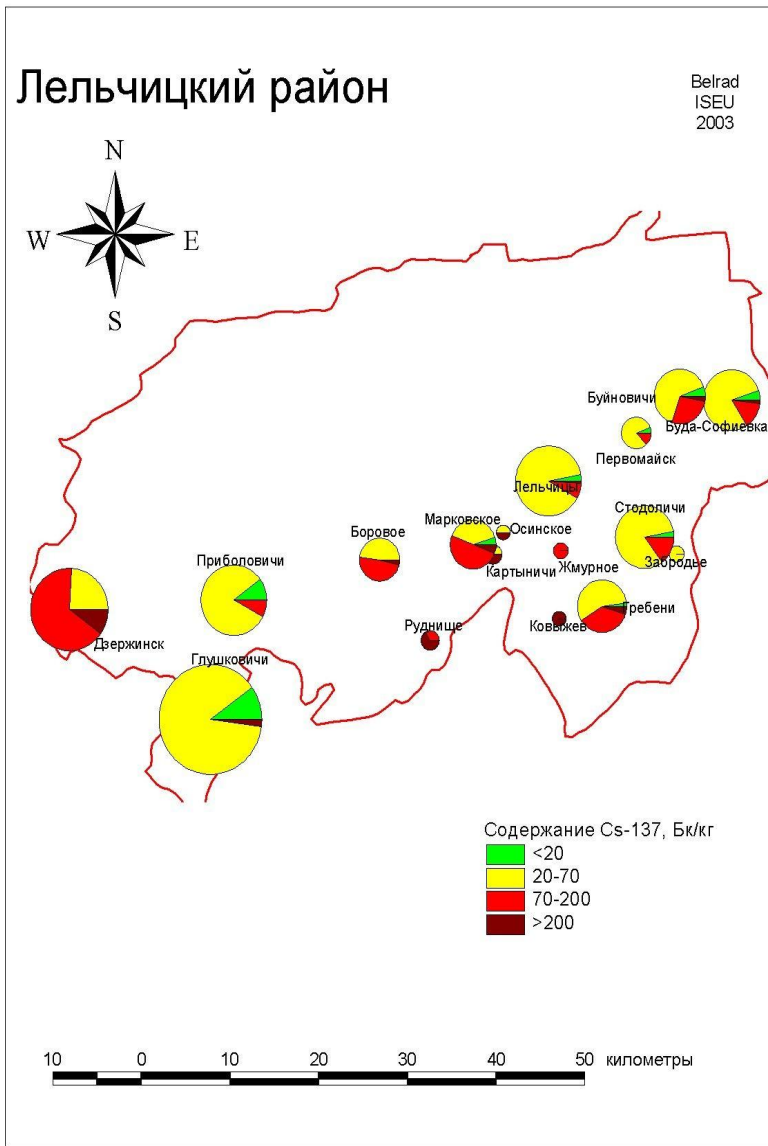 Лельчицкий район
Belrad
ISEU
2003
N
W
E
S
Буйновичи
Буда-Софиевка
Первомайск
Лельчицы
Стодоличи
Марковское
Осинское
Боровое
Забродье
Приболовичи
Картыничи
Жмурное
Гребени
Руднище
Ковыжев
Дзержинск
Глушковичи
Содержание Cs-137, Бк/кг
<20
20-70
70-200
>200
10 0 10 20 30 40 50 километры